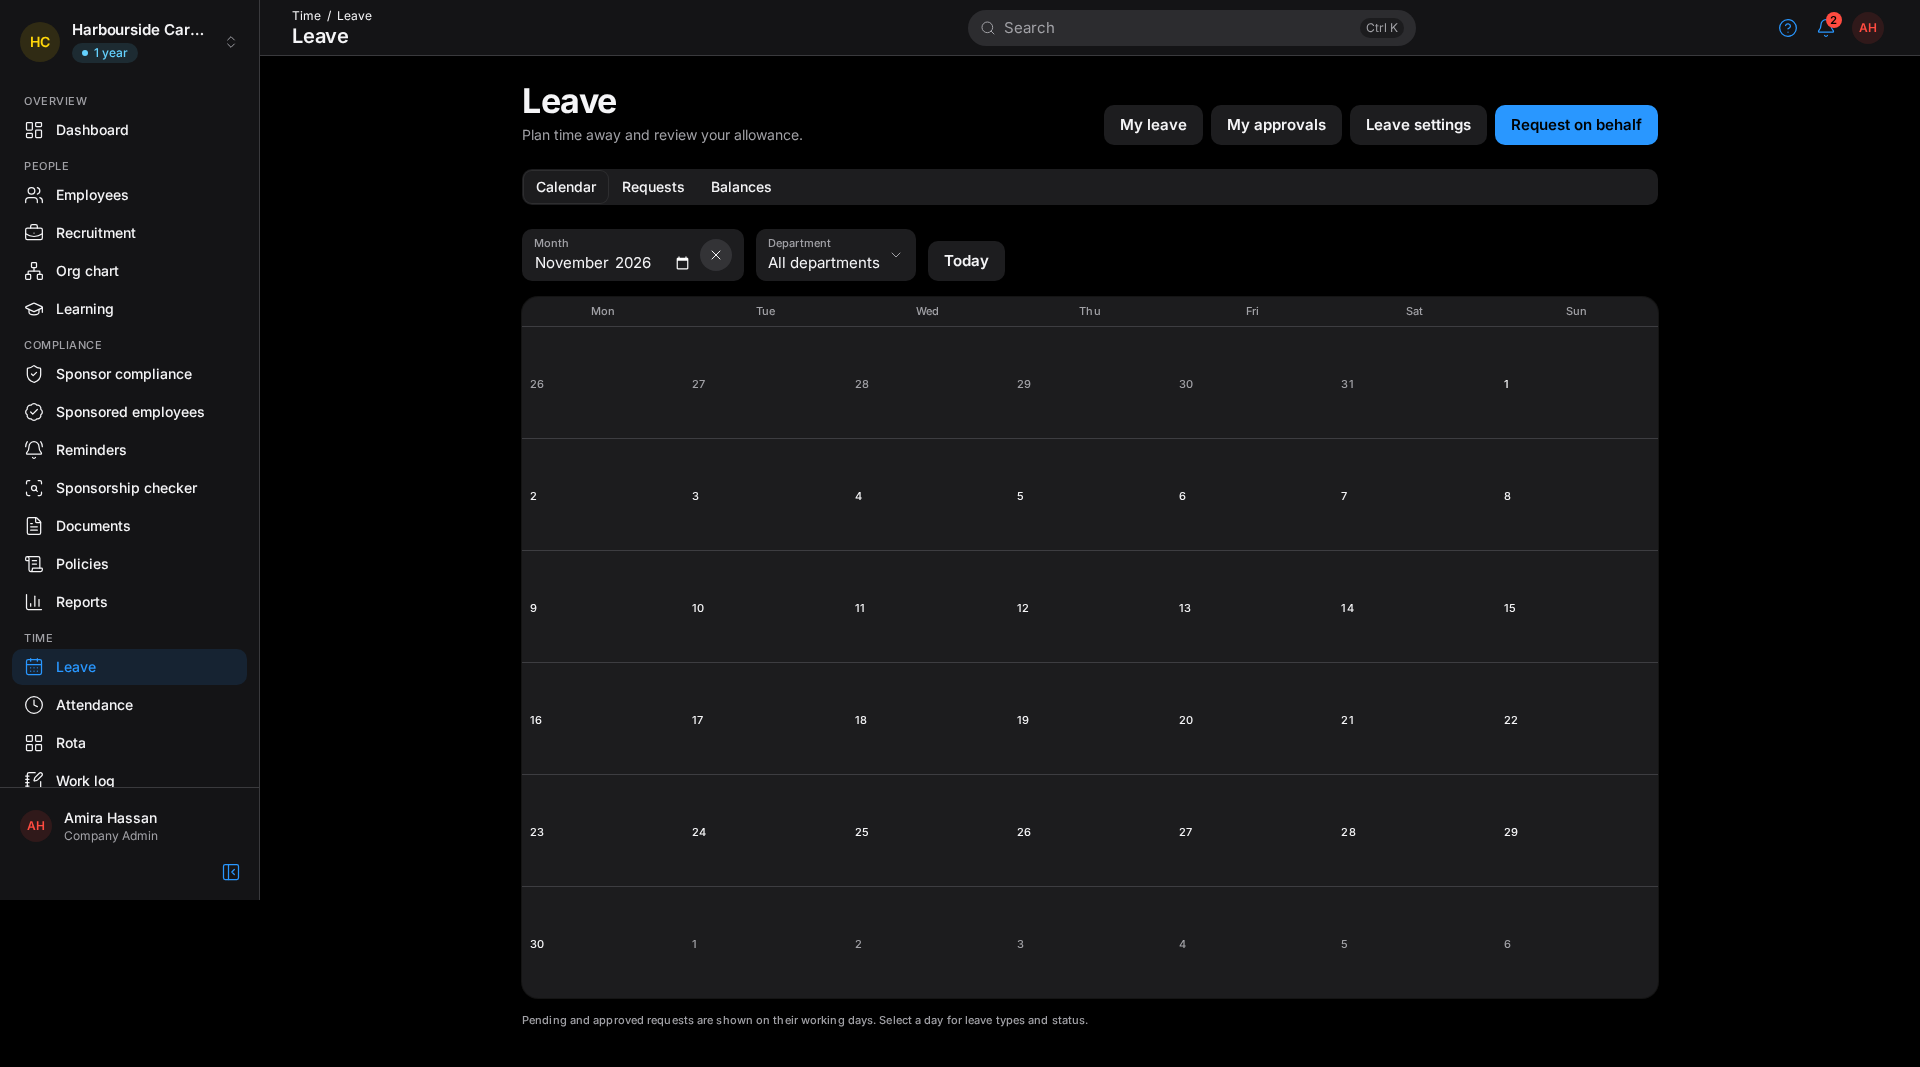 HC
Harbourside Car...
1 year
OVERVIEW
Dashboard
PEOPLE
Employees
Recruitment
Org chart
Learning
COMPLIANCE
Sponsor compliance
Sponsored employees
Reminders
Sponsorship checker
Documents
Policies
Reports
TIME
Leave
Attendance
Rota
Work log
AH
Amira Hassan
Company Admin
Time / Leave
Leave
Search
Ctrl K
2
AH
Leave
Plan time away and review your allowance.
My leave
My approvals
Leave settings
Request on behalf
Calendar
Requests
Balances
Month
November 2026
Department
All departments
Today
Mon Tue Wed Thu Fri Sat Sun
26 27 28 29 30 31 1
2 3 4 5 6 7 8
9 10 11 12 13 14 15
16 17 18 19 20 21 22
23 24 25 26 27 28 29
30 1 2 3 4 5 6
Pending and approved requests are shown on their working days. Select a day for leave types and status.